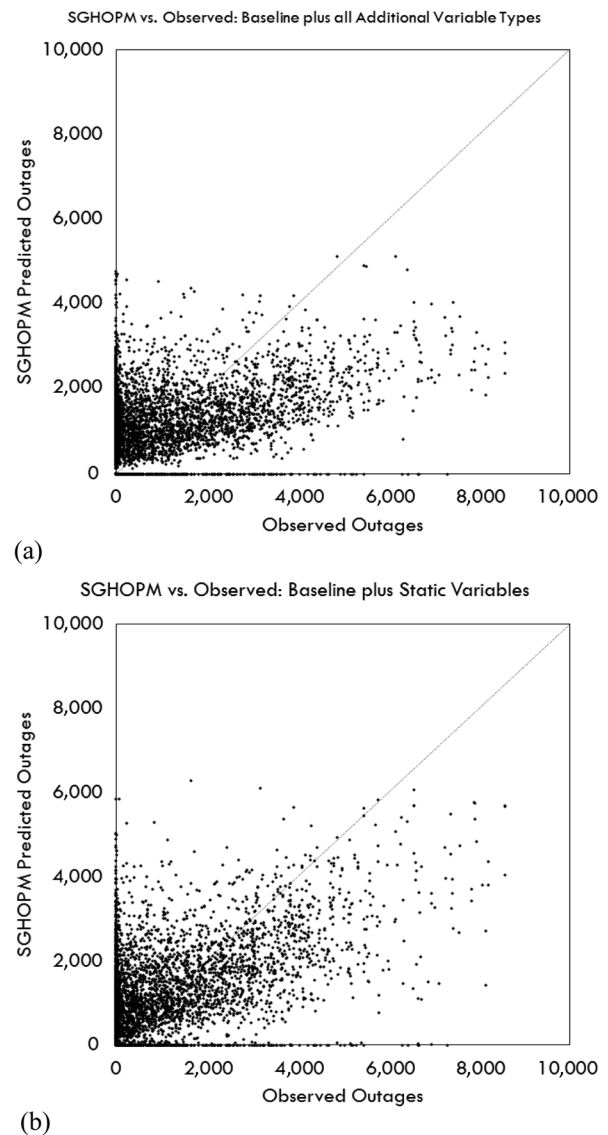 SGHOPM vs. Observed: Baseline plus all Additional Variable Types
10,000
8,000
6,000
4,000
2,000
0
SGHOPM Predicted Outages
0 2,000 4,000 6,000 8,000 10,000
Observed Outages
(a)
SGHOPM vs. Observed: Baseline plus Static Variables
10,000
8,000
6,000
4,000
2,000
0
SGHOPM Predicted Outages
0 2,000 4,000 6,000 8,000 10,000
Observed Outages
(b)